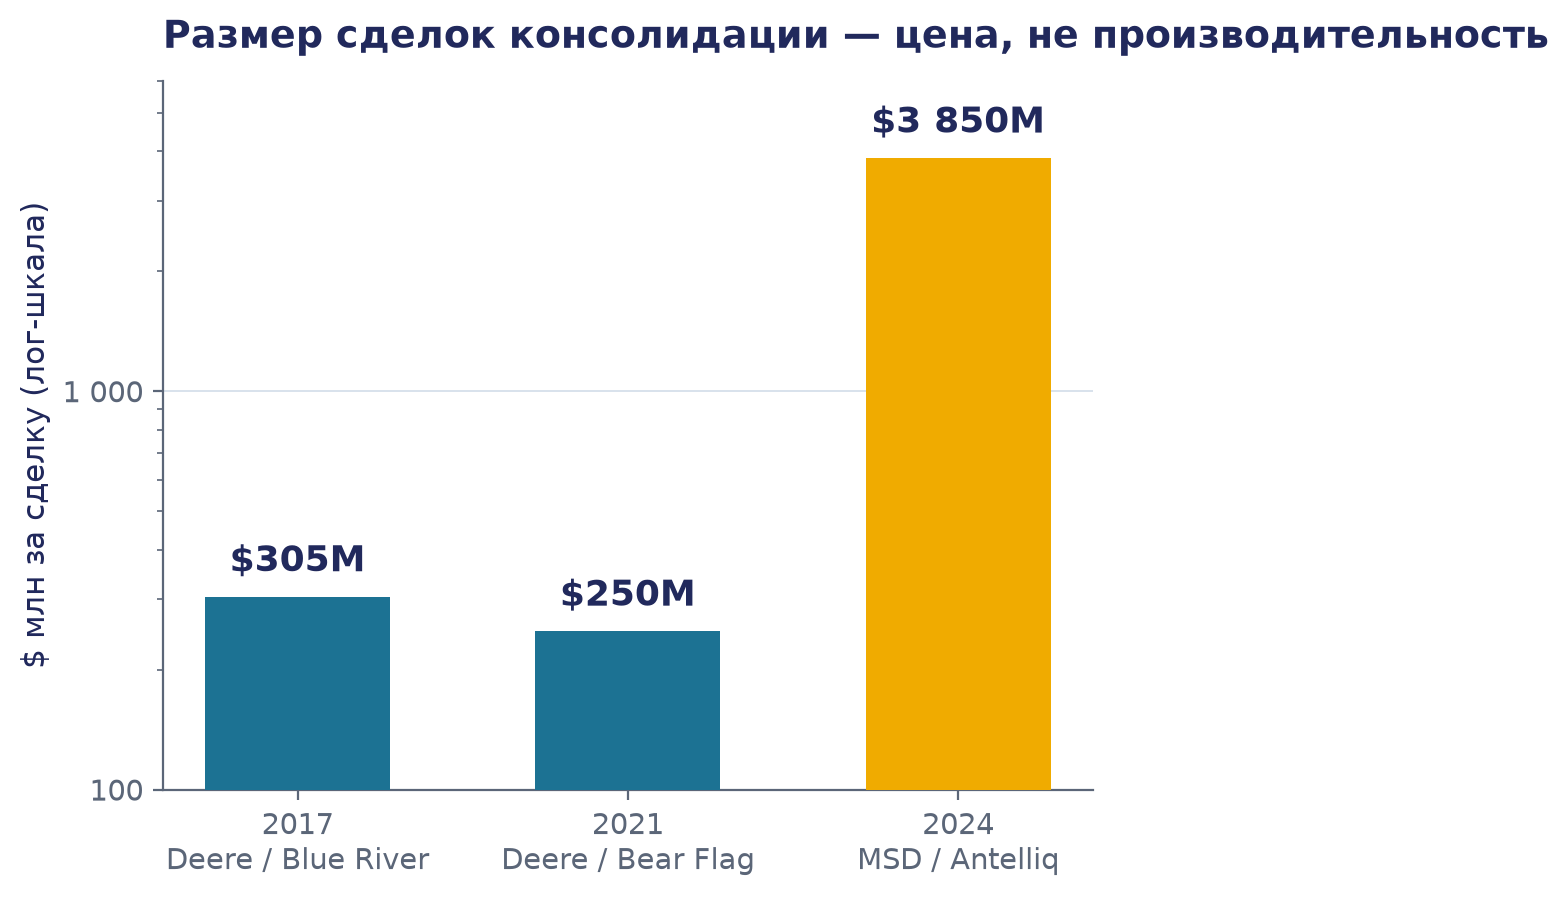 Размер сделок консолидации — цена, не производительность
$ млн за сделку (лог-шкала)
$3 850M
1 000
$305M
$250M
100
2017
2021
2024
Deere / Blue River
Deere / Bear Flag
MSD / Antelliq